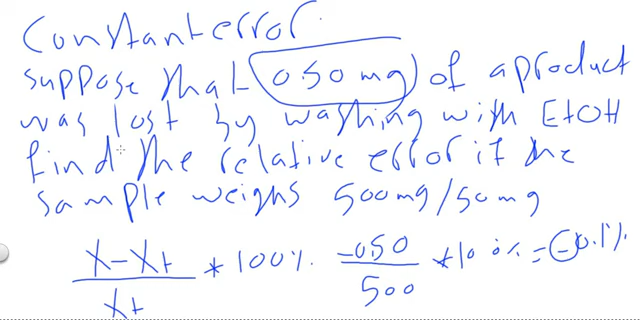 Constant error
suppose that 0.50 mg of a product
was lost by washing with EtOH
find the relative error if the
sample weighs 500 mg / 50 mg
X - Xt / Xt * 100% -0.50 / 500 * 100% = -0.1%